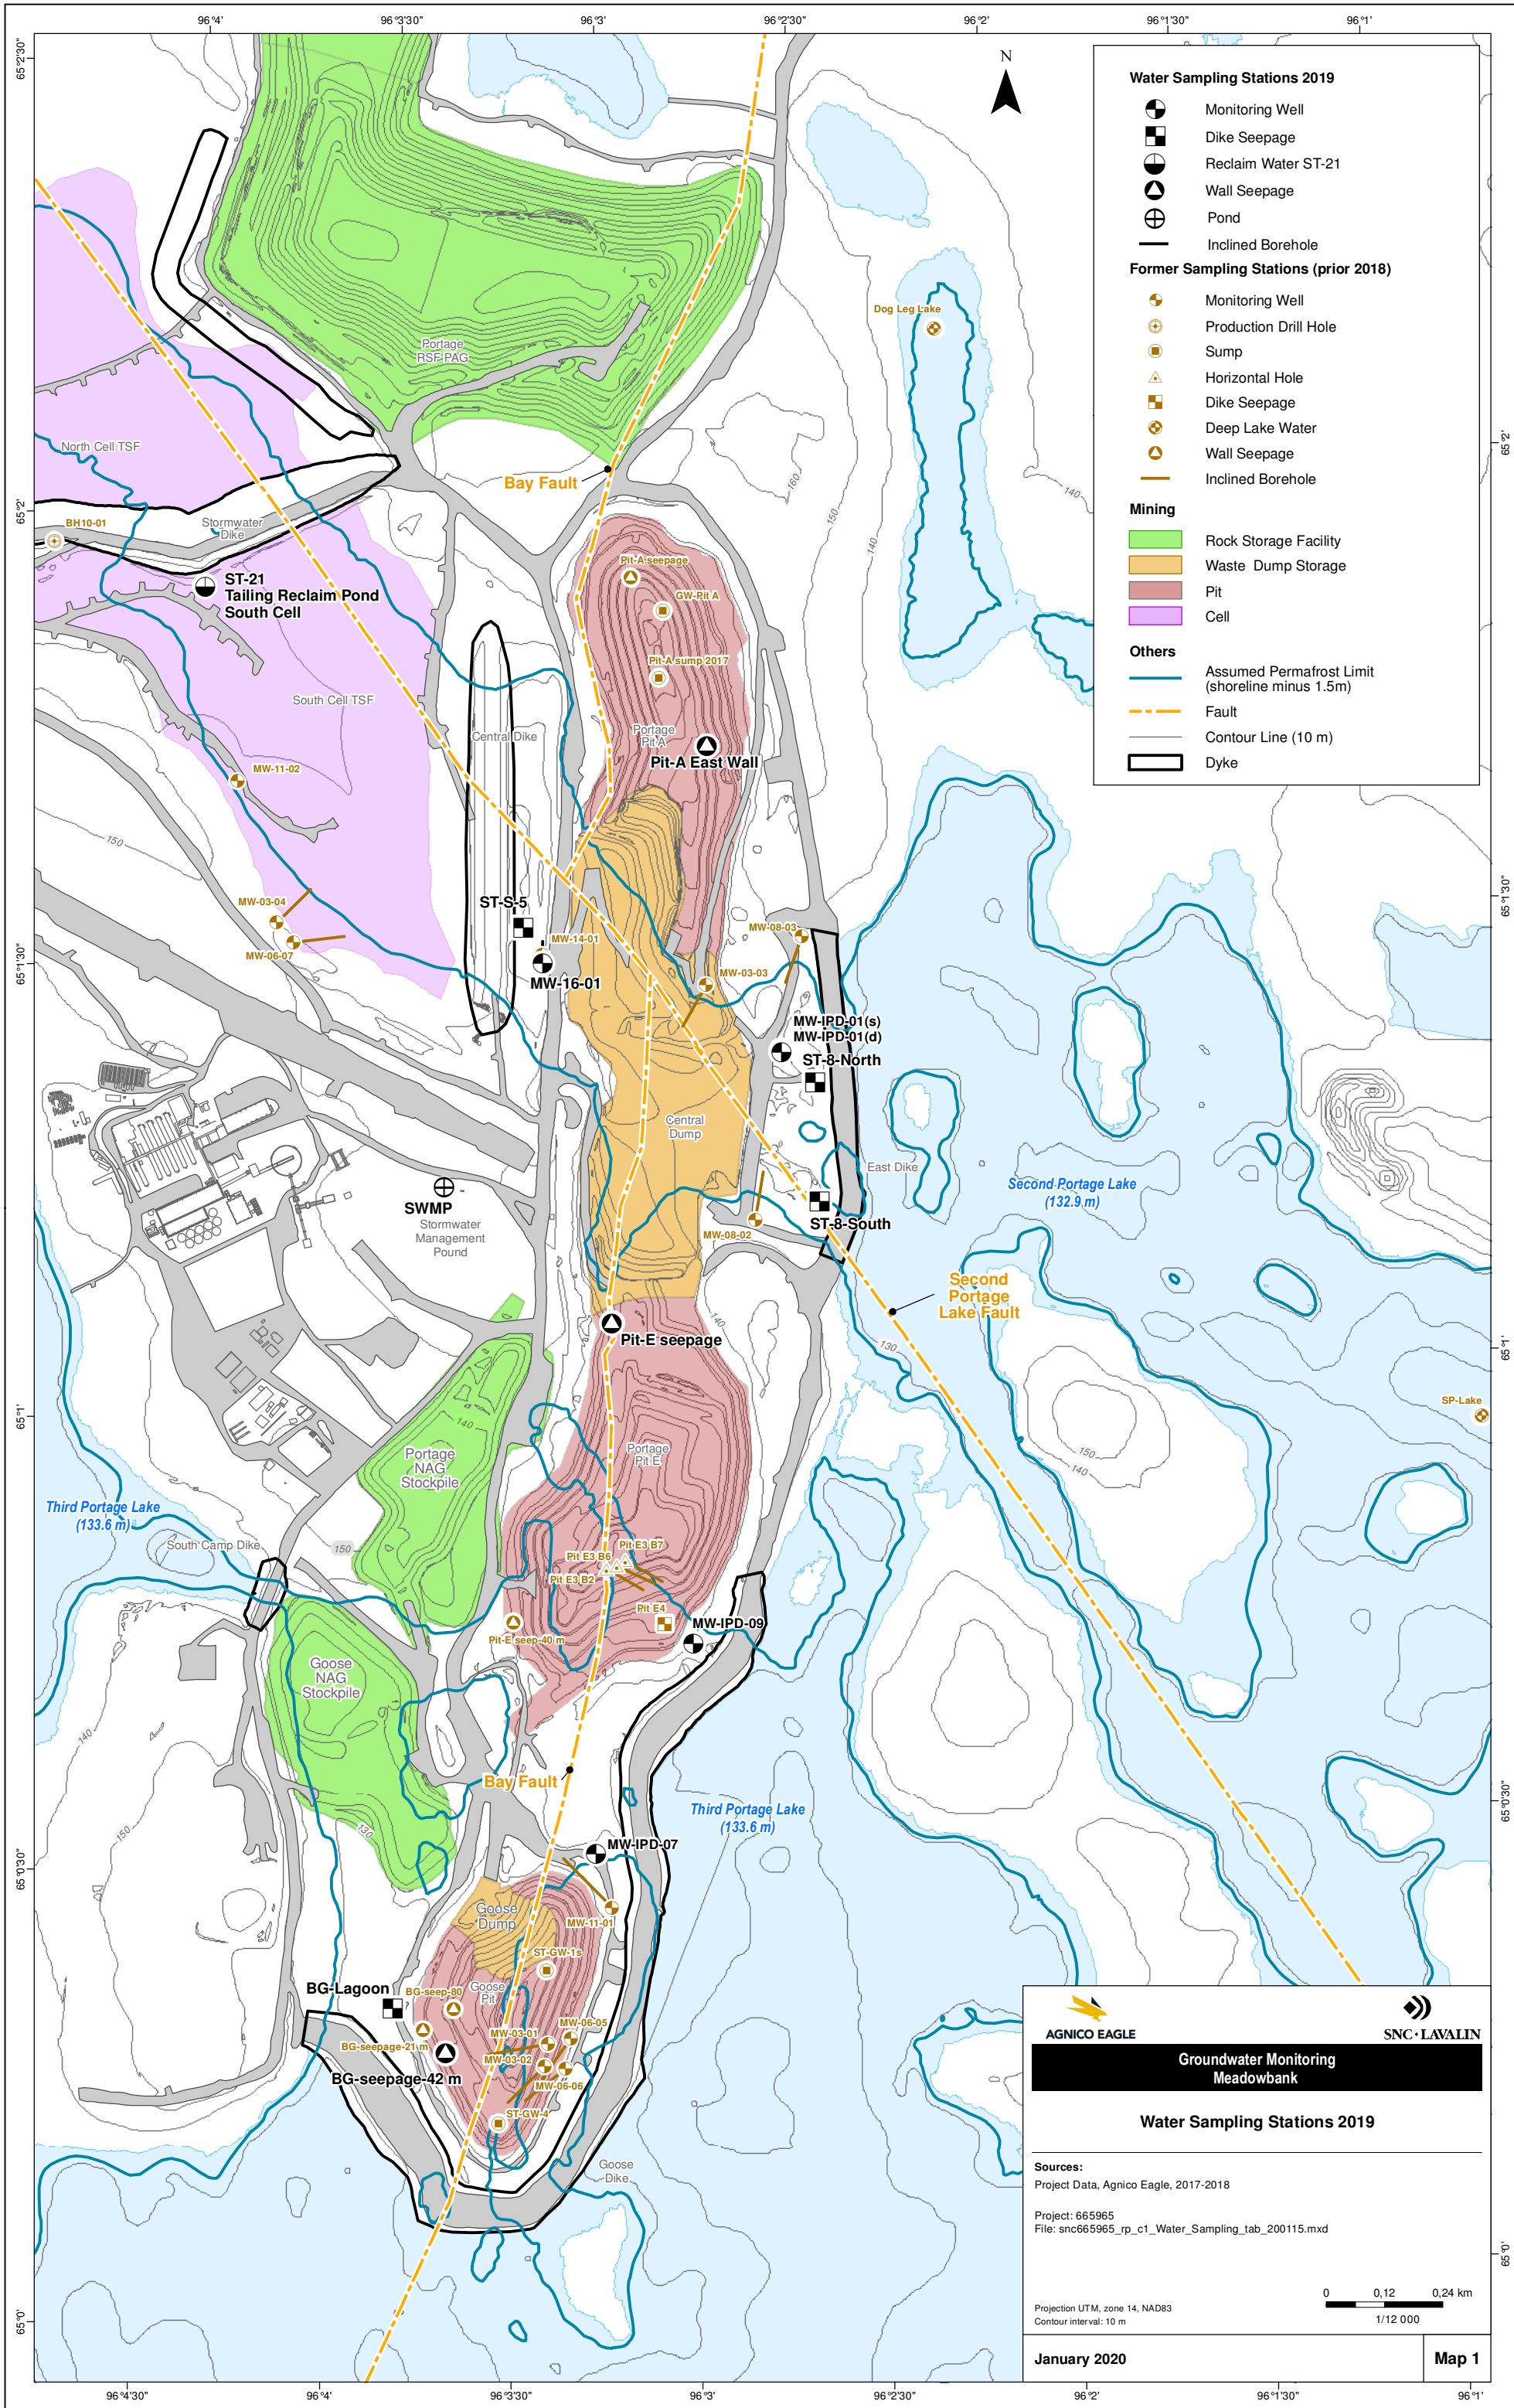 96°4'
96°3'30"
96°3'
96°2'30"
96°2'
96°1'30"
96°1'
65°2'30"
65°2'
65°1'30"
65°1'
65°0'30"
65°0'
65°2'
65°1'30"
65°1'
65°0'30"
65°0'
96°4'30"
96°4'
96°3'30"
96°3'
96°2'30"
96°2'
96°1'30"
96°1'
N
Water Sampling Stations 2019
Monitoring Well
Dike Seepage
Reclaim Water ST-21
Wall Seepage
Pond
Inclined Borehole
Former Sampling Stations (prior 2018)
Monitoring Well
Production Drill Hole
Sump
Horizontal Hole
Dike Seepage
Deep Lake Water
Wall Seepage
Inclined Borehole
Mining
Rock Storage Facility
Waste Dump Storage
Pit
Cell
Others
Assumed Permafrost Limit
(shoreline minus 1.5m)
Fault
Contour Line (10 m)
Dyke
Dog Leg Lake
Portage
RSF PAG
North Cell TSF
Bay Fault
160
150
140
140
BH10-01
Stormwater
Dike
ST-21
Tailing Reclaim Pond
South Cell
Pit-A seepage
GW-Pit A
Pit-A sump 2017
South Cell TSF
Central Dike
Portage
Pit A
Pit-A East Wall
MW-11-02
150
MW-03-04
MW-06-07
ST-S-5
MW-14-01
MW-16-01
MW-08-03
MW-03-03
MW-IPD-01(s)
MW-IPD-01(d)
ST-8-North
Central
Dump
East Dike
Second Portage Lake
(132.9 m)
SWMP
Stormwater
Management
Pound
ST-8-South
MW-08-02
Second
Portage
Lake Fault
140
130
Pit-E seepage
SP-Lake
140
Portage
NAG
Stockpile
Portage
Pit E
150
140
Third Portage Lake
(133.6 m)
South Camp Dike
150
Pit E3 B7
Pit E3 B6
Pit E3 B2
Pit E4
MW-IPD-09
Pit-E seep-40 m
Goose
NAG
Stockpile
140
Bay Fault
150
130
Third Portage Lake
(133.6 m)
MW-IPD-07
Goose
Dump
MW-11-01
ST-GW-1s
BG-Lagoon
BG-seep-80
Goose
Pit
MW-06-05
MW-03-01
BG-seepage-21 m
MW-03-02
BG-seepage-42 m
MW-06-06
ST-GW-4
Goose
Dike
AGNICO EAGLE
SNC·LAVALIN
Groundwater Monitoring
Meadowbank
Water Sampling Stations 2019
Sources:
Project Data, Agnico Eagle, 2017-2018
Project: 665965
File: snc665965_rp_c1_Water_Sampling_tab_200115.mxd
0 0,12 0,24 km
Projection UTM, zone 14, NAD83
Contour interval: 10 m
1/12 000
January 2020
Map 1